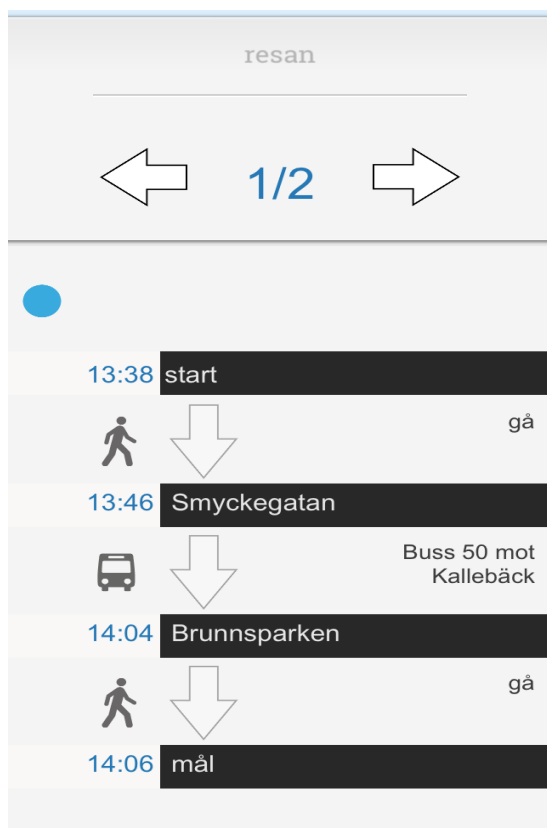 resan
1/2
13:38 start
gå
13:46 Smyckegatan
Buss 50 mot
Kallebäck
14:04 Brunnsparken
gå
14:06 mål